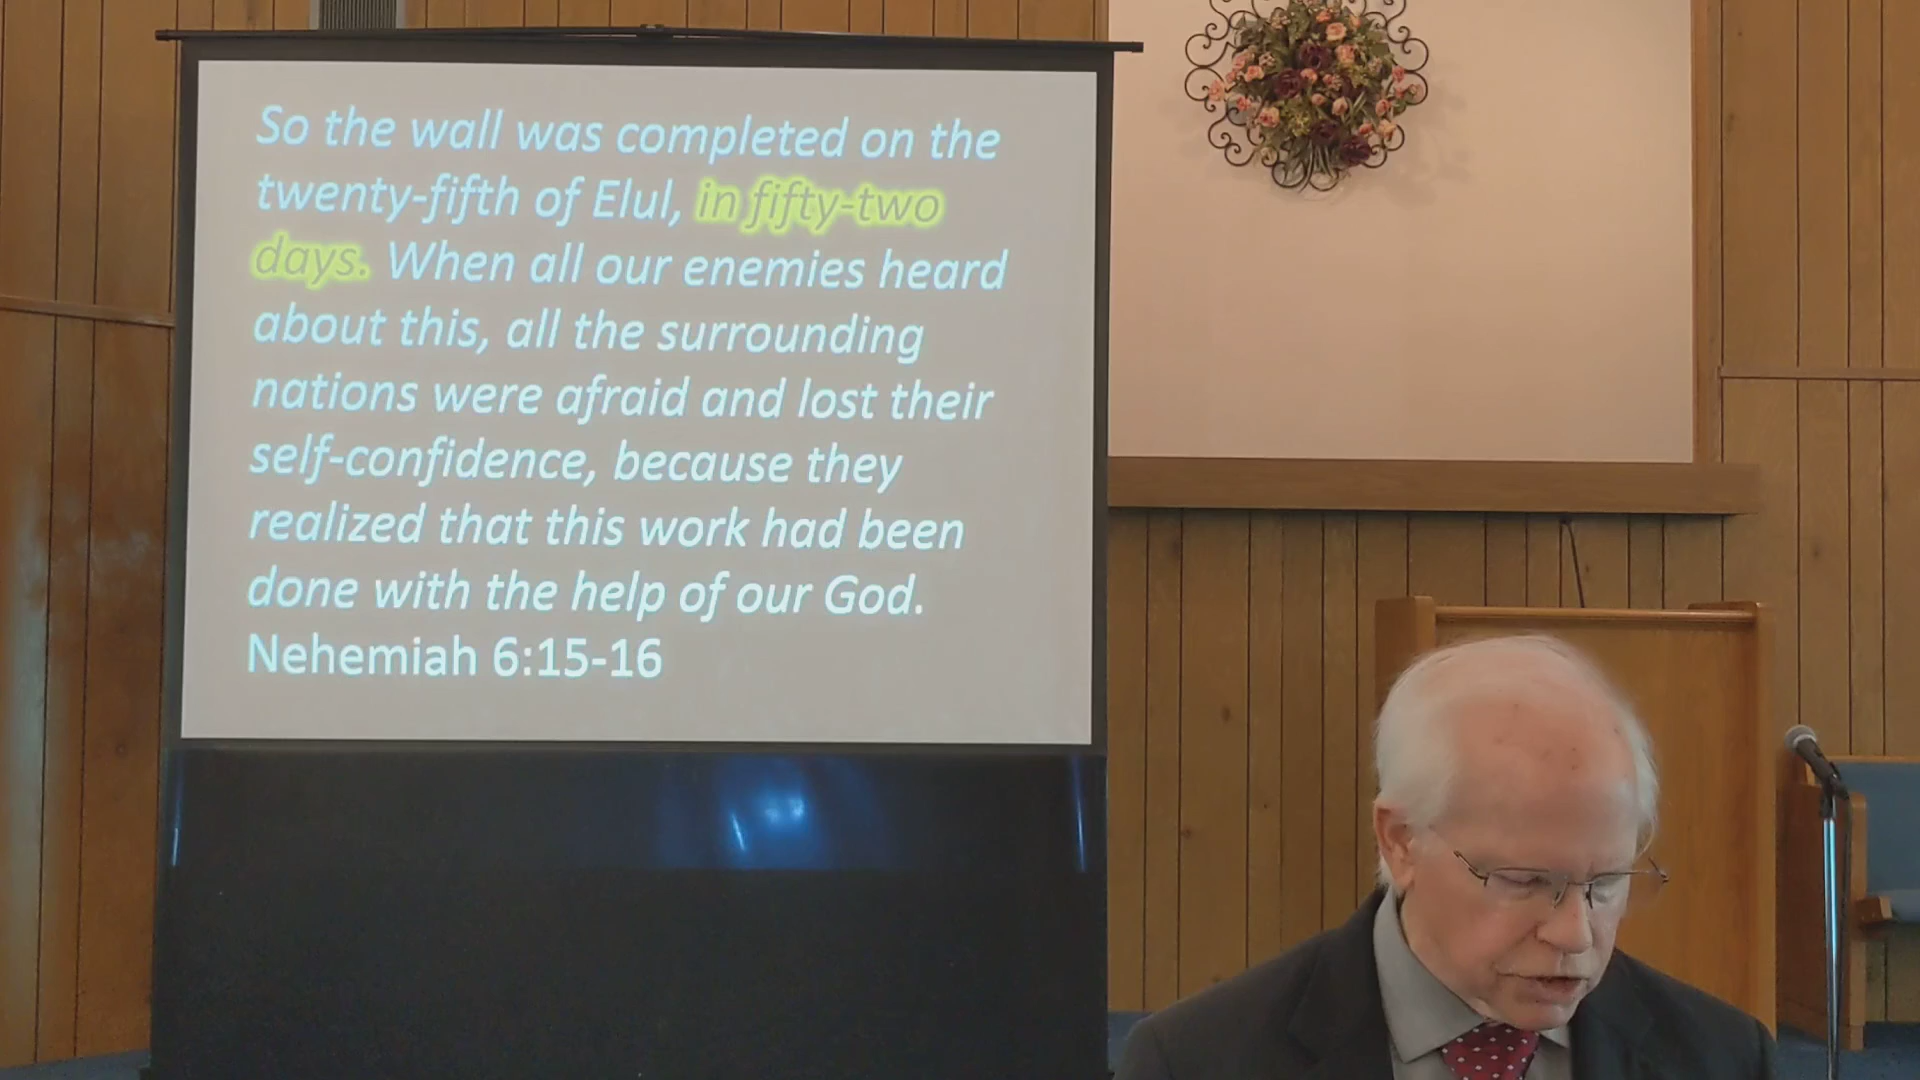 So the wall was completed on the
twenty-fifth of Elul, in fifty-two
days. When all our enemies heard
about this, all the surrounding
nations were afraid and lost their
self-confidence, because they
realized that this work had been
done with the help of our God.
Nehemiah 6:15-16